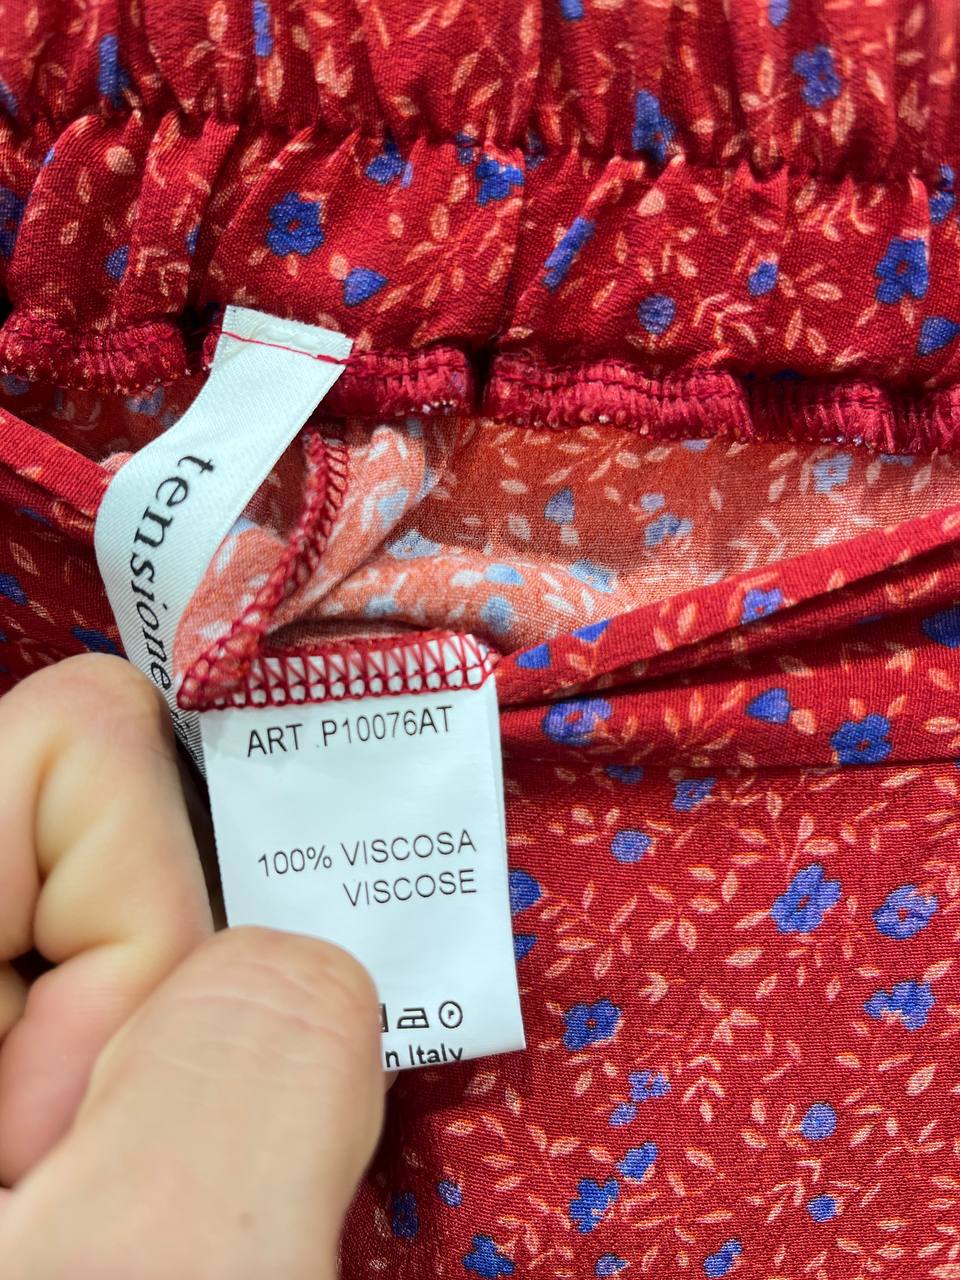 tensione
ART .P10076AT
100% VISCOSA
VISCOSE
n Italy